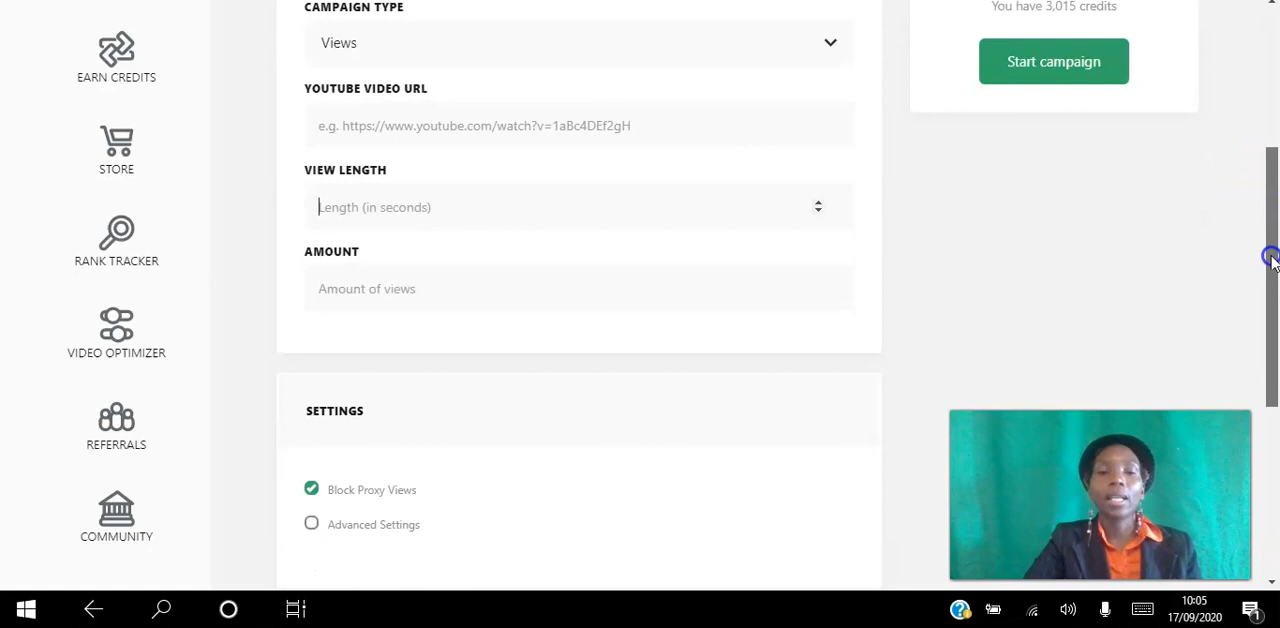 CAMPAIGN TYPE
You have 3,015 credits
Views
Start campaign
EARN CREDITS
YOUTUBE VIDEO URL
e.g. https://www.youtube.com/watch?v=1aBc4DEf2gH
STORE
VIEW LENGTH
Length (in seconds)
RANK TRACKER
AMOUNT
Amount of views
VIDEO OPTIMIZER
SETTINGS
REFERRALS
Block Proxy Views
Advanced Settings
COMMUNITY
10:05
17/09/2020
1